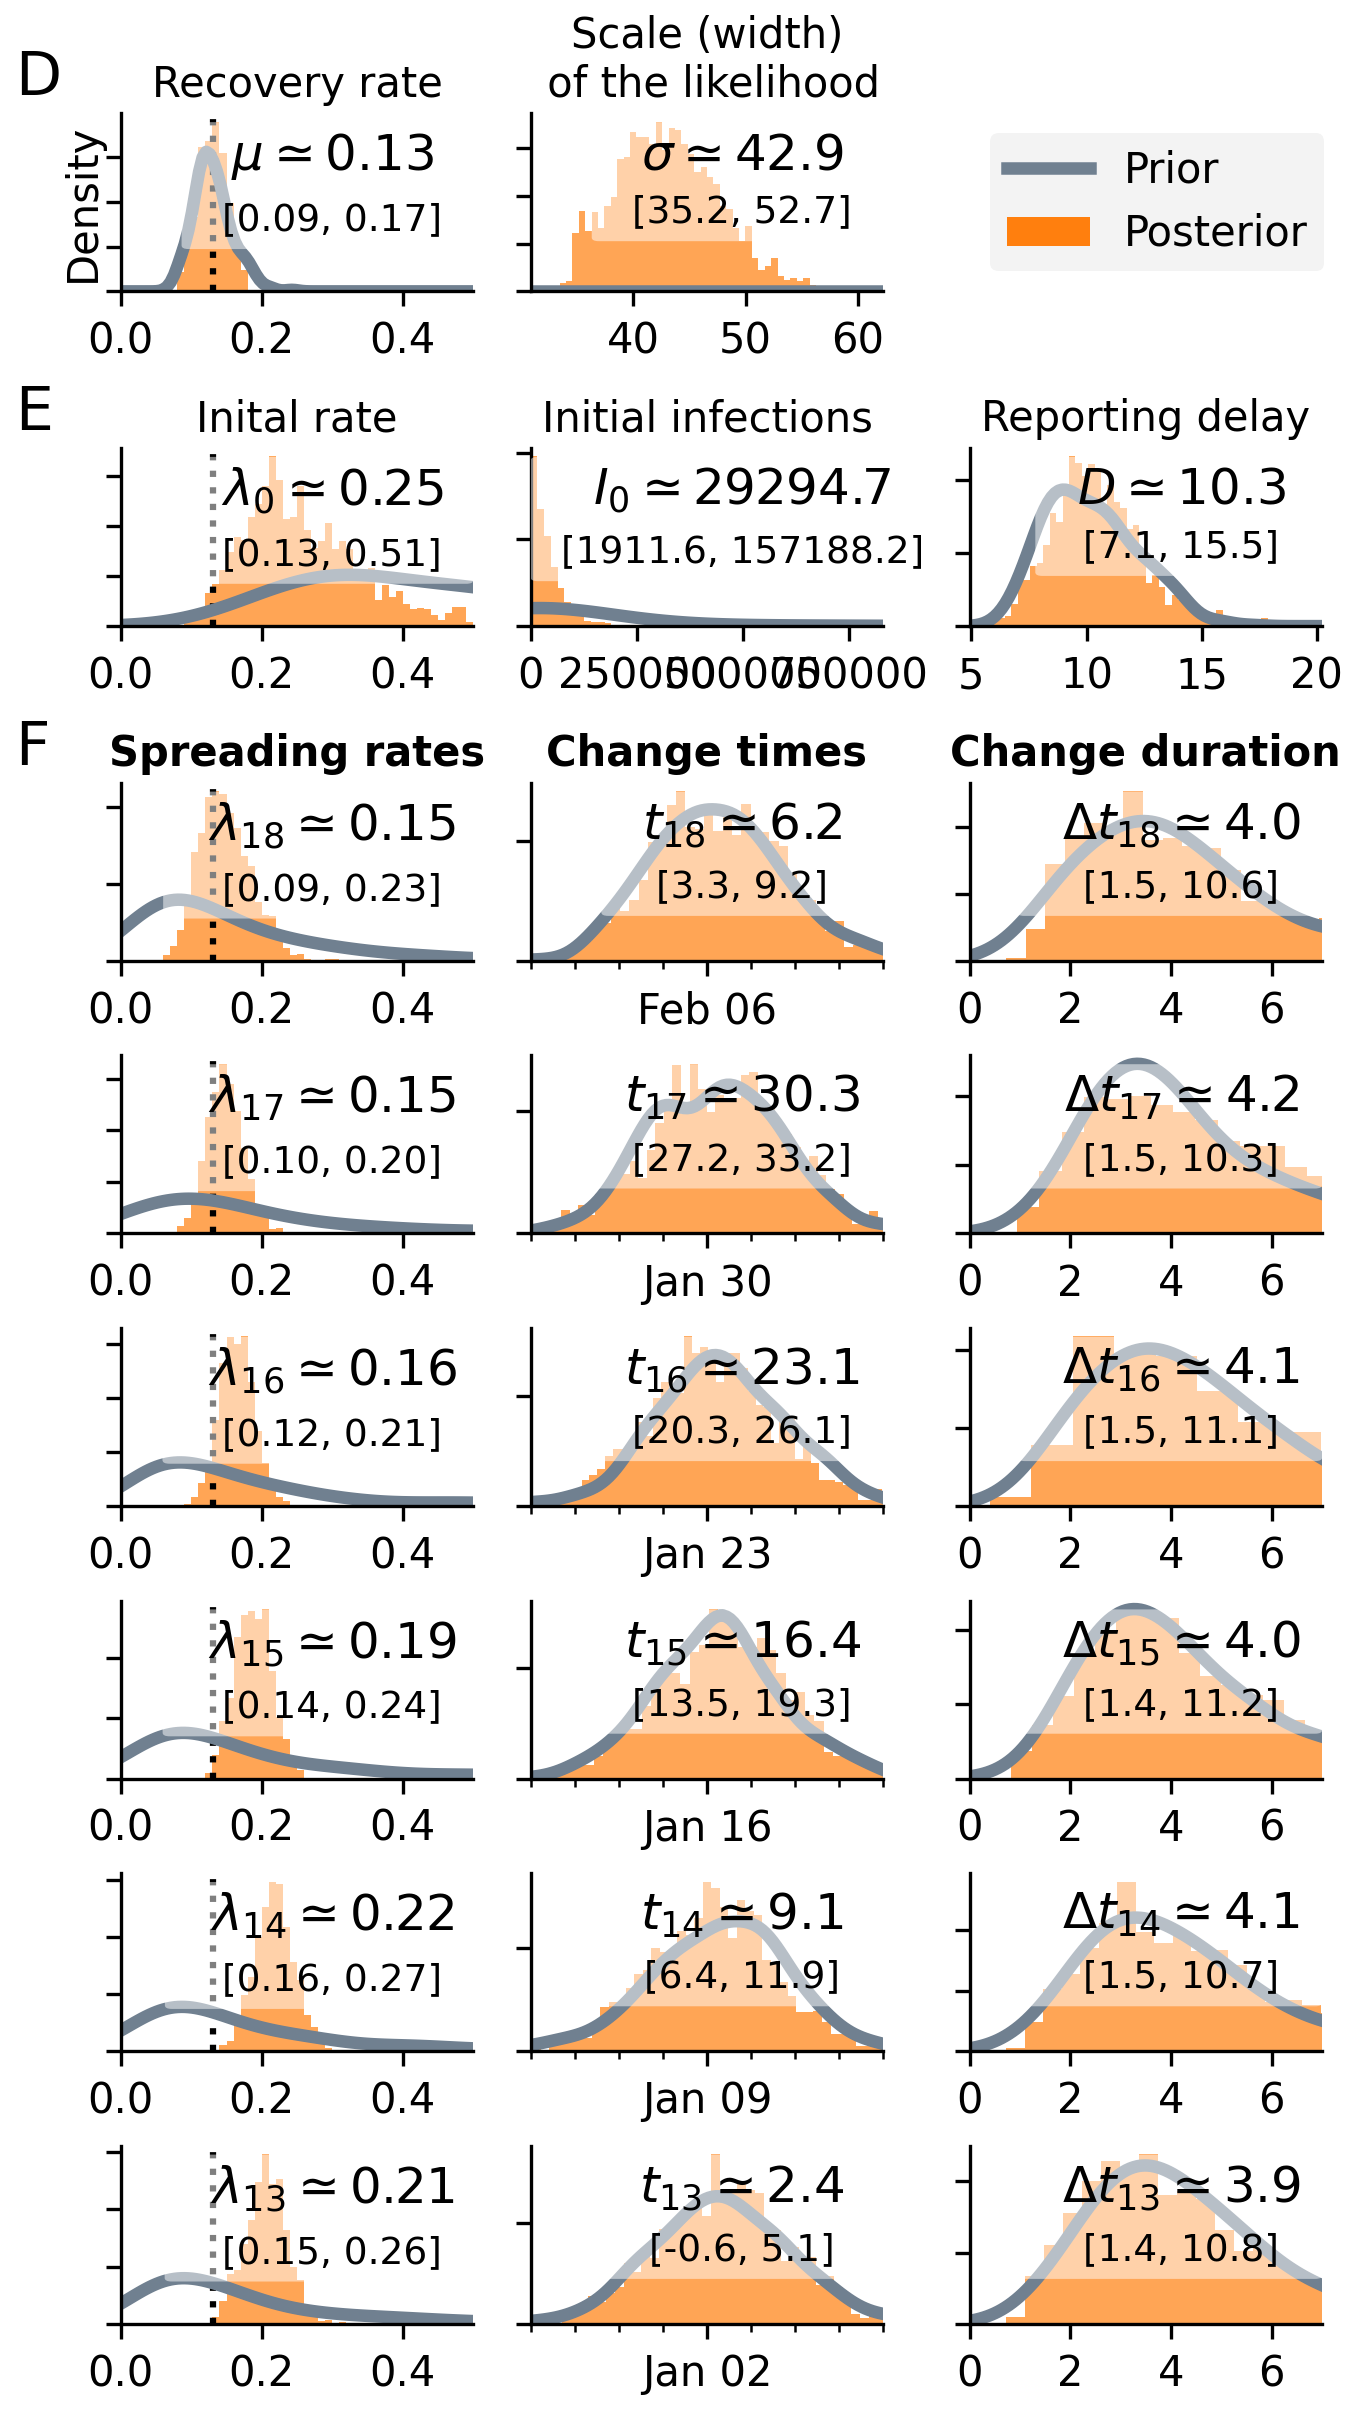 D
Recovery rate
Scale (width)
of the likelihood
Density
μ ≃ 0.13
[0.09, 0.17]
0.0 0.2 0.4
σ ≃ 42.9
[35.2, 52.7]
40 50 60
Prior
Posterior
E
Inital rate
λ0 ≃ 0.25
[0.13, 0.51]
0.0 0.2 0.4
Initial infections
I0 ≃ 29294.7
[1911.6, 157188.2]
0 250000 500000 750000
Reporting delay
D ≃ 10.3
[7.1, 15.5]
5 10 15 20
F
Spreading rates
Change times
Change duration
λ18 ≃ 0.15
[0.09, 0.23]
0.0 0.2 0.4
t18 ≃ 6.2
[3.3, 9.2]
Feb 06
Δt18 ≃ 4.0
[1.5, 10.6]
0 2 4 6
λ17 ≃ 0.15
[0.10, 0.20]
0.0 0.2 0.4
t17 ≃ 30.3
[27.2, 33.2]
Jan 30
Δt17 ≃ 4.2
[1.5, 10.3]
0 2 4 6
λ16 ≃ 0.16
[0.12, 0.21]
0.0 0.2 0.4
t16 ≃ 23.1
[20.3, 26.1]
Jan 23
Δt16 ≃ 4.1
[1.5, 11.1]
0 2 4 6
λ15 ≃ 0.19
[0.14, 0.24]
0.0 0.2 0.4
t15 ≃ 16.4
[13.5, 19.3]
Jan 16
Δt15 ≃ 4.0
[1.4, 11.2]
0 2 4 6
λ14 ≃ 0.22
[0.16, 0.27]
0.0 0.2 0.4
t14 ≃ 9.1
[6.4, 11.9]
Jan 09
Δt14 ≃ 4.1
[1.5, 10.7]
0 2 4 6
λ13 ≃ 0.21
[0.15, 0.26]
0.0 0.2 0.4
t13 ≃ 2.4
[-0.6, 5.1]
Jan 02
Δt13 ≃ 3.9
[1.4, 10.8]
0 2 4 6